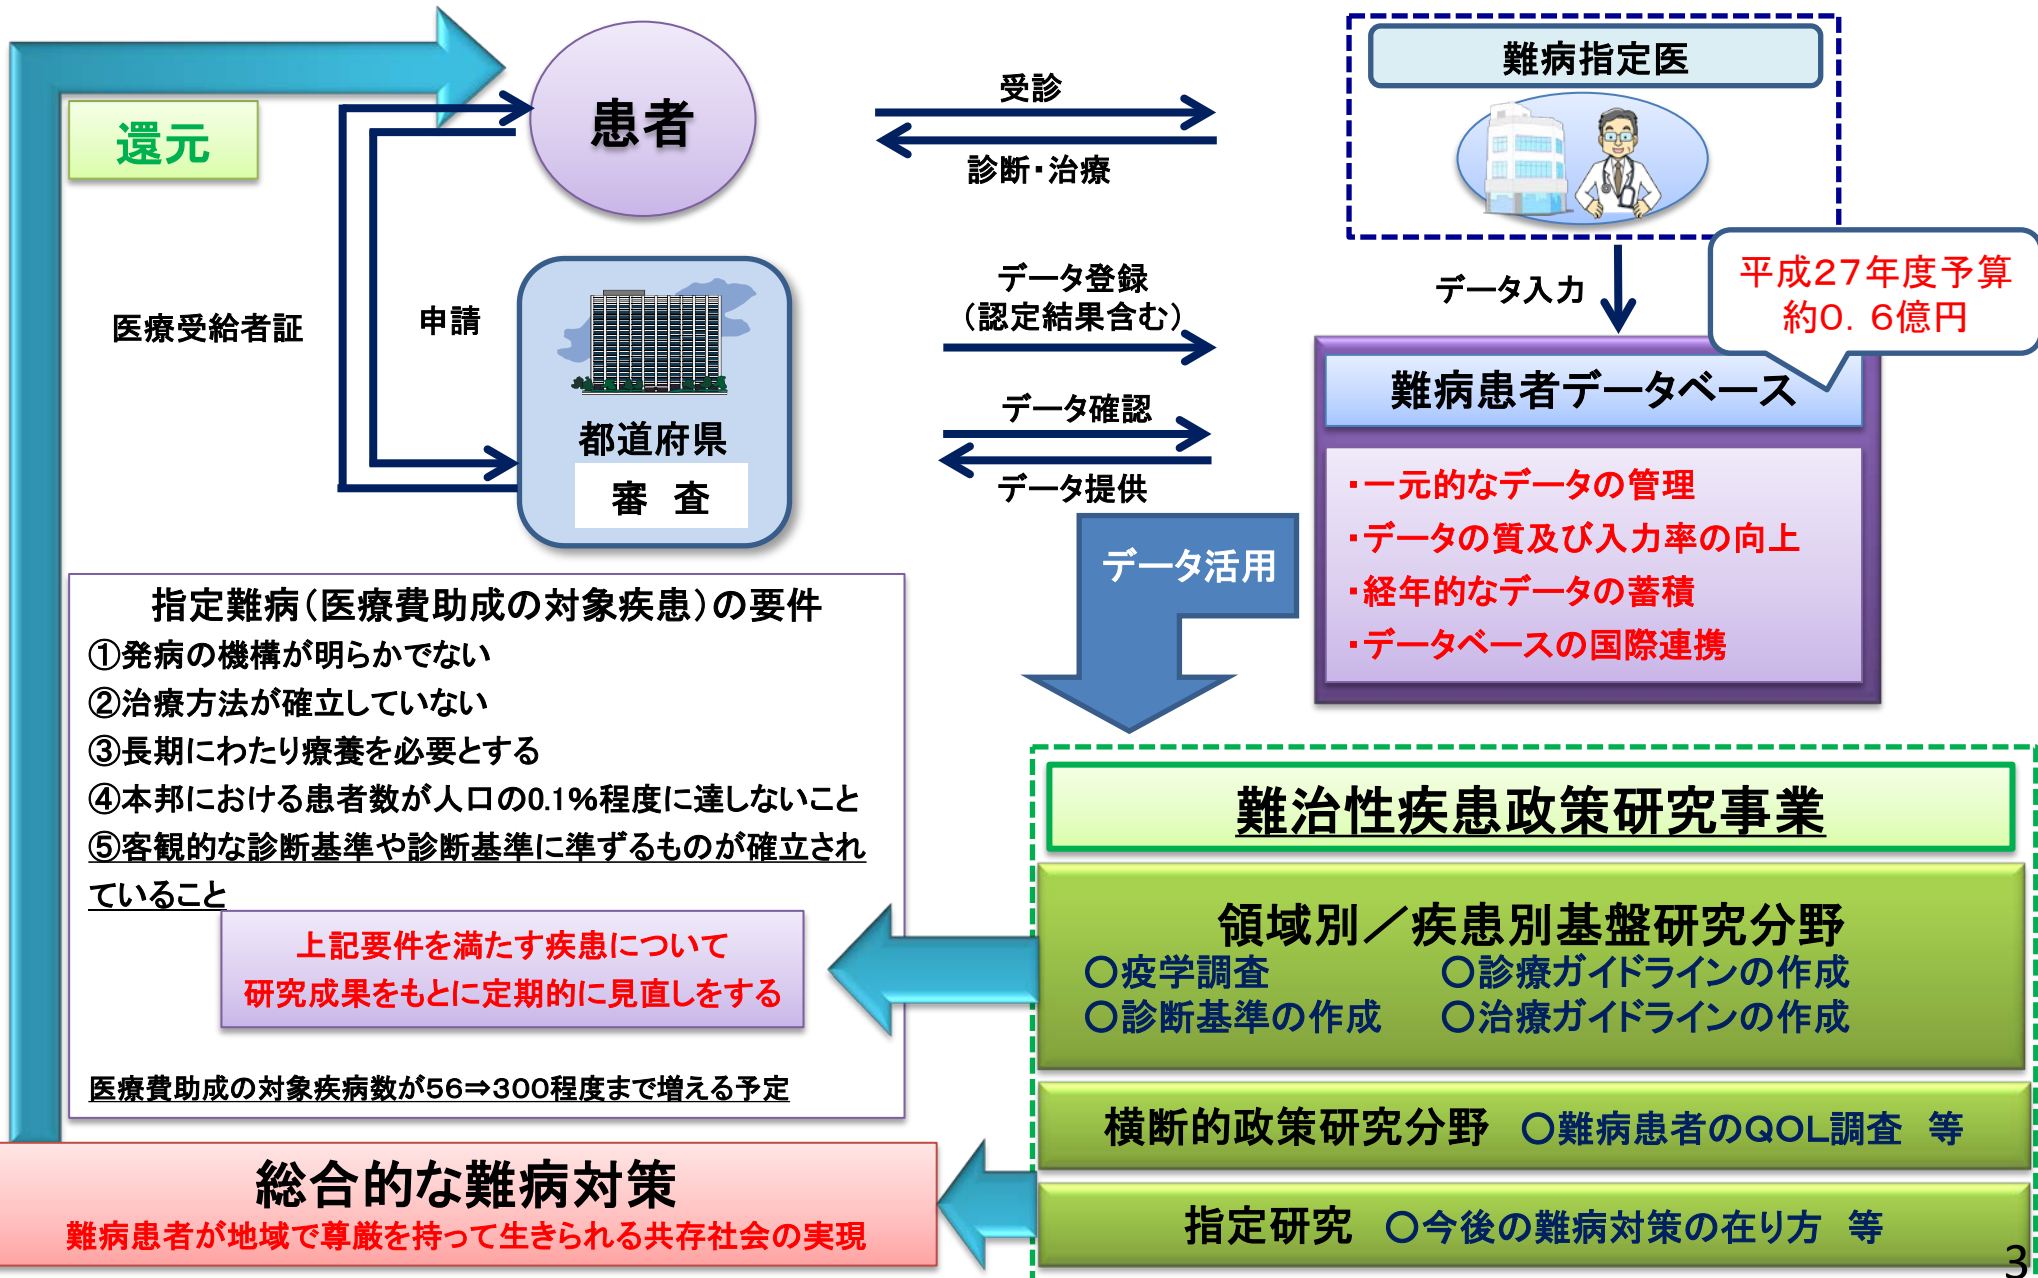 還元
患者
受診
診断・治療
難病指定医
医療受給者証
申請
都道府県
審　査
データ登録
（認定結果含む）
データ確認
データ提供
データ入力
平成27年度予算
約0．6億円
難病患者データベース
・一元的なデータの管理
・データの質及び入力率の向上
・経年的なデータの蓄積
・データベースの国際連携
データ活用
指定難病（医療費助成の対象疾患）の要件
①発病の機構が明らかでない
②治療方法が確立していない
③長期にわたり療養を必要とする
④本邦における患者数が人口の0.1%程度に達しないこと
⑤客観的な診断基準や診断基準に準ずるものが確立され
ていること
上記要件を満たす疾患について
研究成果をもとに定期的に見直しをする
医療費助成の対象疾病数が56⇒300程度まで増える予定
難治性疾患政策研究事業
領域別／疾患別基盤研究分野
○疫学調査　○診療ガイドラインの作成
○診断基準の作成　○治療ガイドラインの作成
横断的政策研究分野　○難病患者のQOL調査　等
指定研究　○今後の難病対策の在り方　等
総合的な難病対策
難病患者が地域で尊厳を持って生きられる共存社会の実現
3